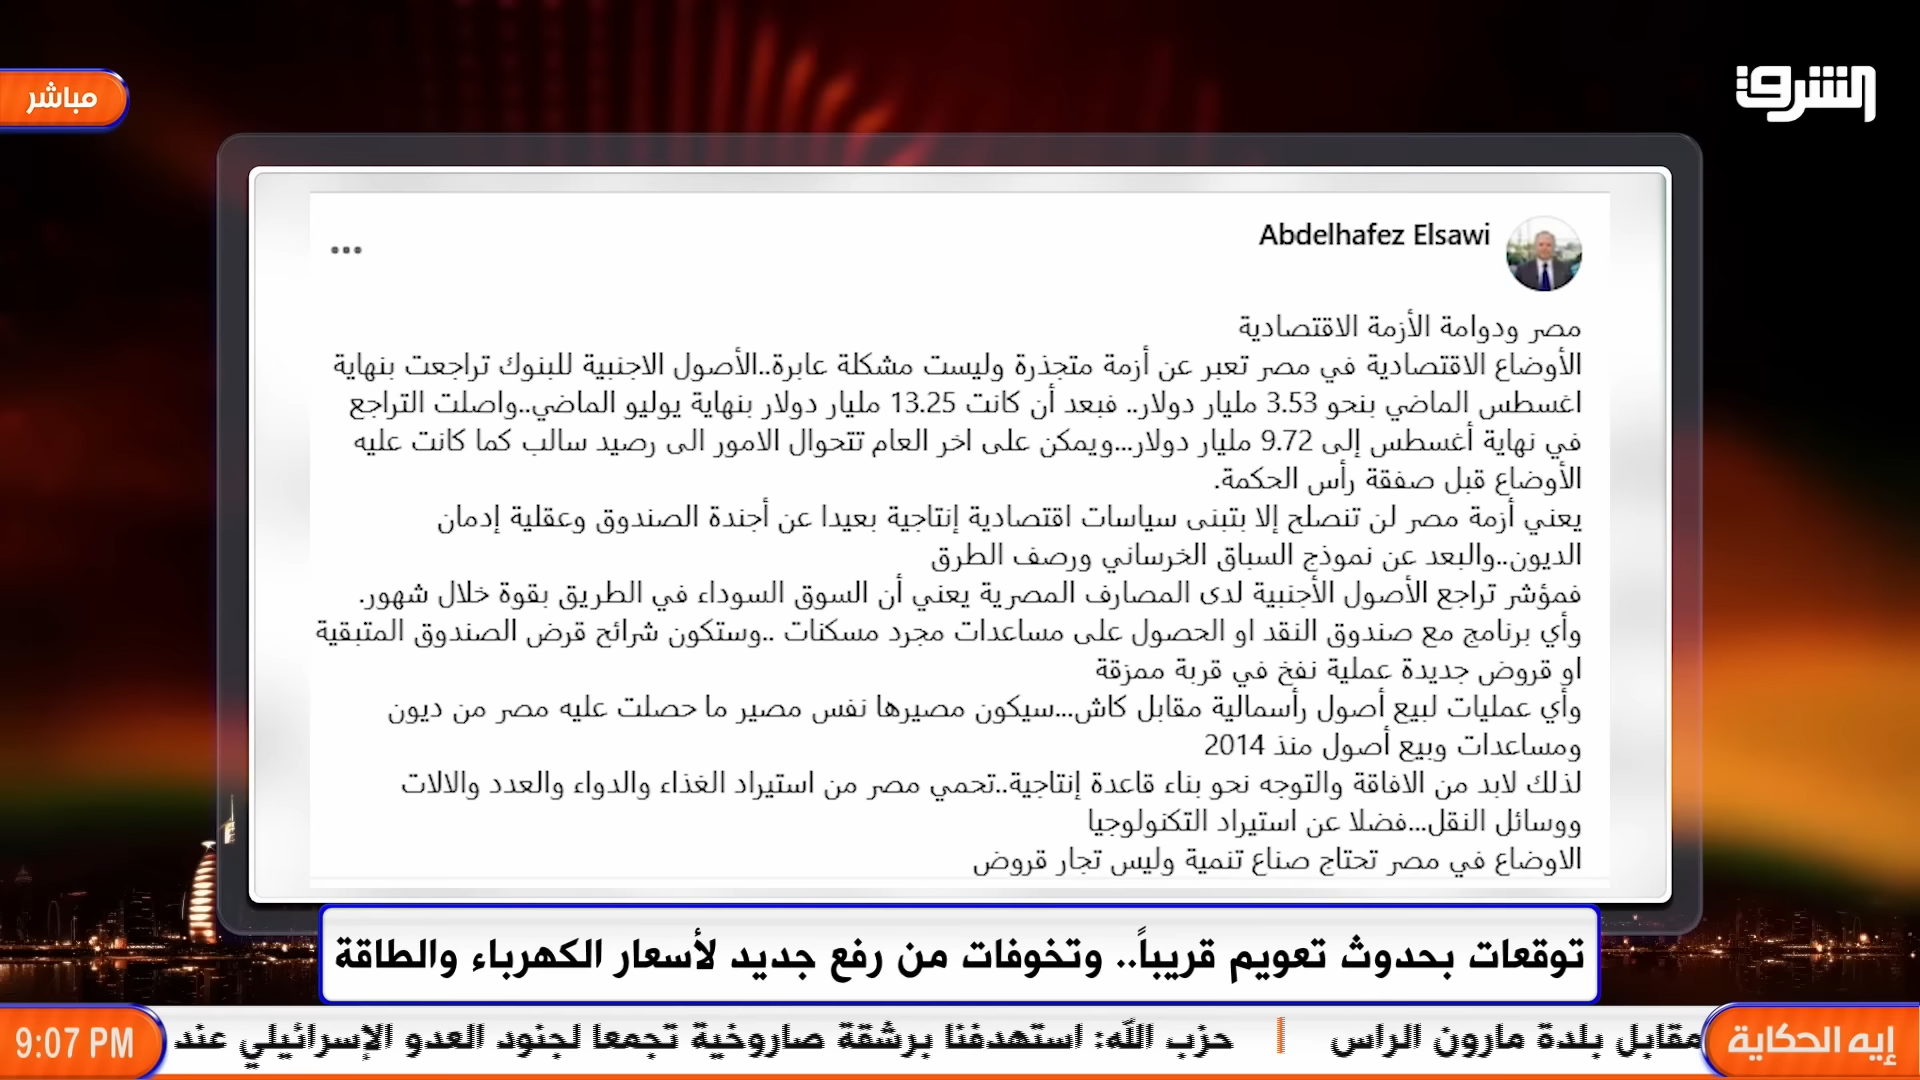 مباشر
الشرق
Abdelhafez Elsawi
مصر ودوامة الأزمة الاقتصادية
الأوضاع الاقتصادية في مصر تعبر عن أزمة متجذرة وليست مشكلة عابرة..الأصول الاجنبية للبنوك تراجعت بنهاية
اغسطس الماضي بنحو 3.53 مليار دولار.. فبعد أن كانت 13.25 مليار دولار بنهاية يوليو الماضي..واصلت التراجع
في نهاية أغسطس إلى 9.72 مليار دولار...ويمكن على اخر العام تتحوال الامور الى رصيد سالب كما كانت عليه
الأوضاع قبل صفقة رأس الحكمة.
يعني أزمة مصر لن تنصلح إلا بتبنى سياسات اقتصادية إنتاجية بعيدا عن أجندة الصندوق وعقلية إدمان
الديون..والبعد عن نموذج السباق الخرساني ورصف الطرق
فمؤشر تراجع الأصول الأجنبية لدى المصارف المصرية يعني أن السوق السوداء في الطريق بقوة خلال شهور.
وأي برنامج مع صندوق النقد او الحصول على مساعدات مجرد مسكنات ..وستكون شرائح قرض الصندوق المتبقية
او قروض جديدة عملية نفخ في قربة ممزقة
وأي عمليات لبيع أصول رأسمالية مقابل كاش...سيكون مصيرها نفس مصير ما حصلت عليه مصر من ديون
ومساعدات وبيع أصول منذ 2014
لذلك لابد من الافاقة والتوجه نحو بناء قاعدة إنتاجية..تحمي مصر من استيراد الغذاء والدواء والعدد والالات
ووسائل النقل...فضلا عن استيراد التكنولوجيا
الاوضاع في مصر تحتاج صناع تنمية وليس تجار قروض
توقعات بحدوث تعويم قريباً.. وتخوفات من رفع جديد لأسعار الكهرباء والطاقة
إيه الحكاية
مقابل بلدة مارون الراس | حزب الله: استهدفنا برشقة صاروخية تجمعا لجنود العدو الإسرائيلي عند
9:07 PM